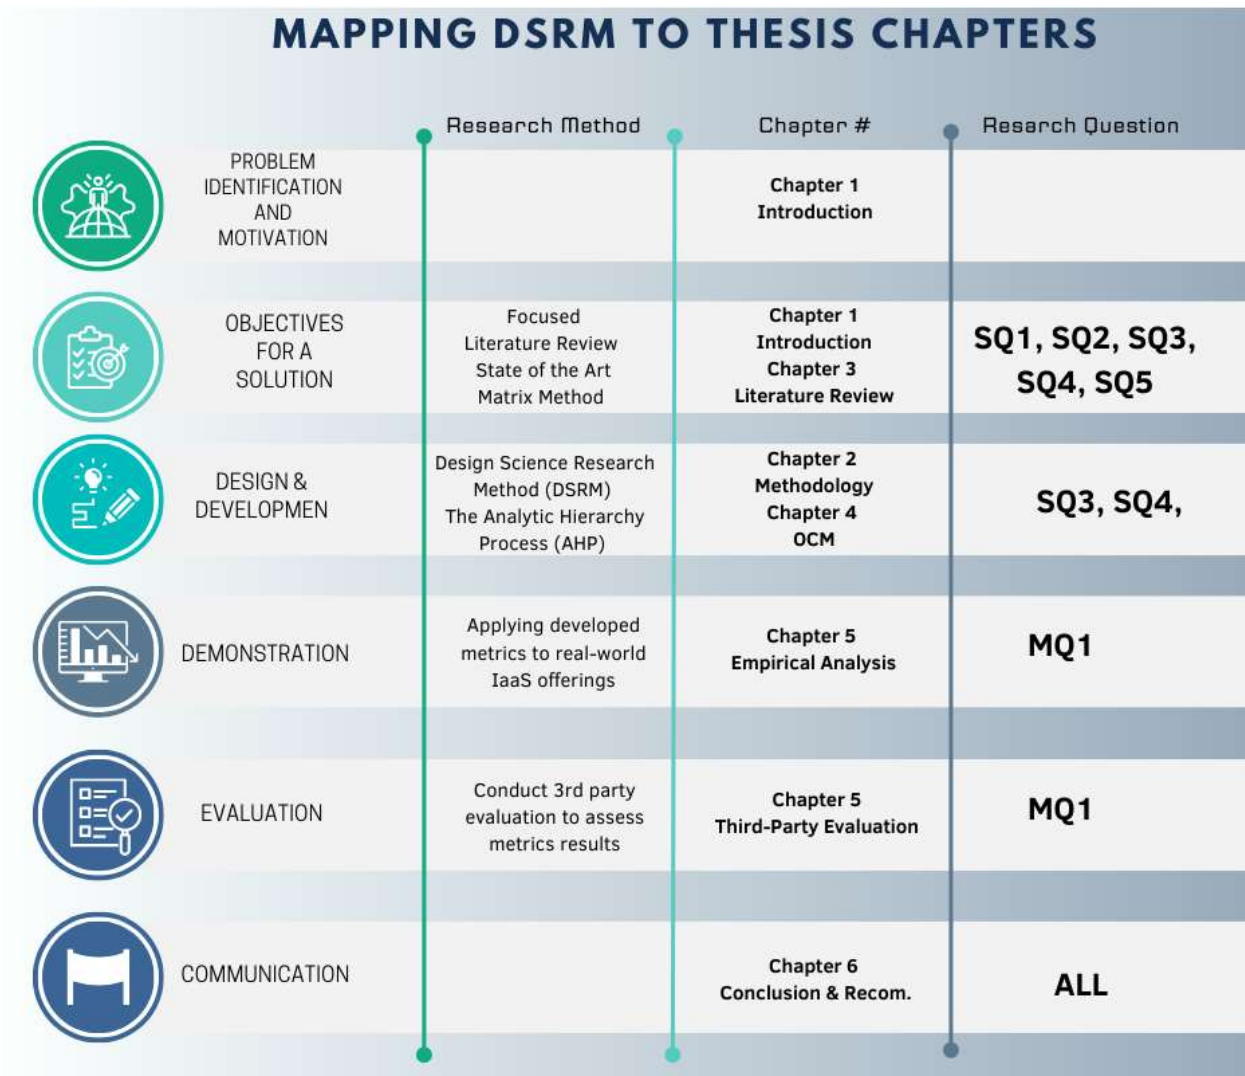 MAPPING DSRM TO THESIS CHAPTERS
Research Method
Chapter #
Resarch Question
PROBLEM
IDENTIFICATION
AND
MOTIVATION
Chapter 1
Introduction
OBJECTIVES
FOR A
SOLUTION
Focused
Literature Review
State of the Art
Matrix Method
Chapter 1
Introduction
Chapter 3
Literature Review
SQ1, SQ2, SQ3,
SQ4, SQ5
DESIGN &
DEVELOPMEN
Design Science Research
Method (DSRM)
The Analytic Hierarchy
Process (AHP)
Chapter 2
Methodology
Chapter 4
OCM
SQ3, SQ4,
DEMONSTRATION
Applying developed
metrics to real-world
IaaS offerings
Chapter 5
Empirical Analysis
MQ1
EVALUATION
Conduct 3rd party
evaluation to assess
metrics results
Chapter 5
Third-Party Evaluation
MQ1
COMMUNICATION
Chapter 6
Conclusion & Recom.
ALL